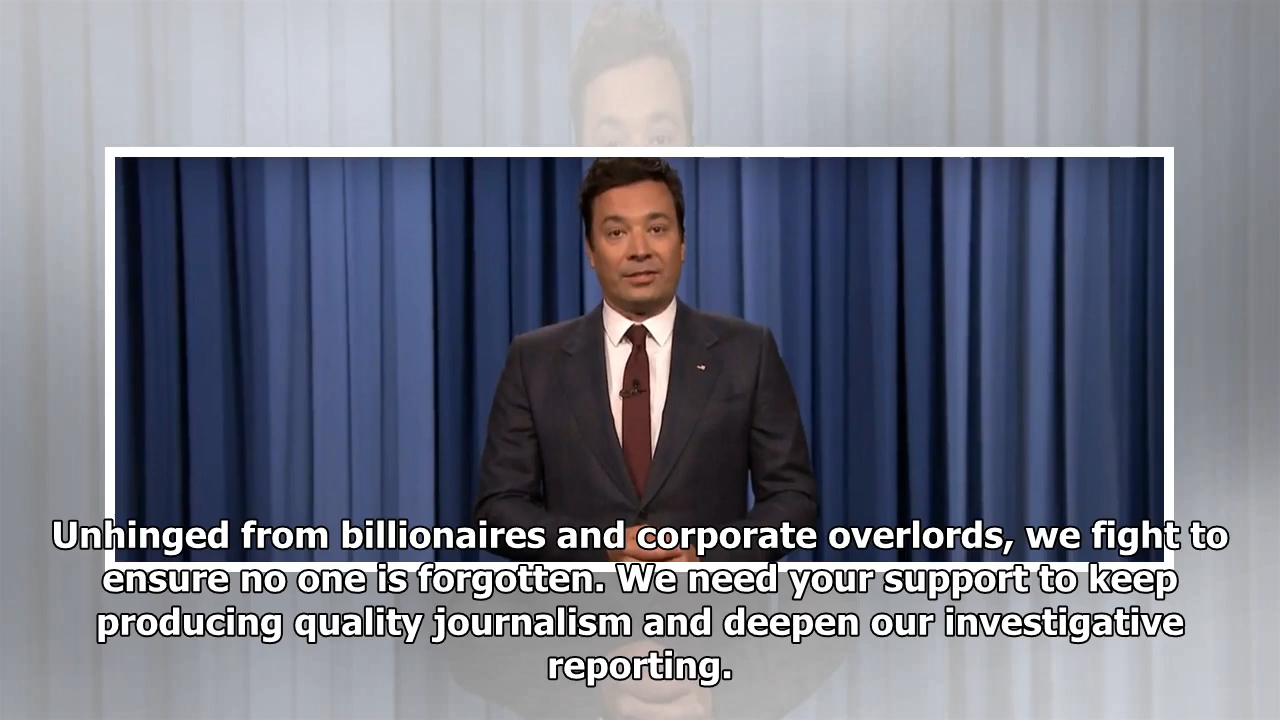 Unhinged from billionaires and corporate overlords, we fight to
ensure no one is forgotten. We need your support to keep
producing quality journalism and deepen our investigative
reporting.